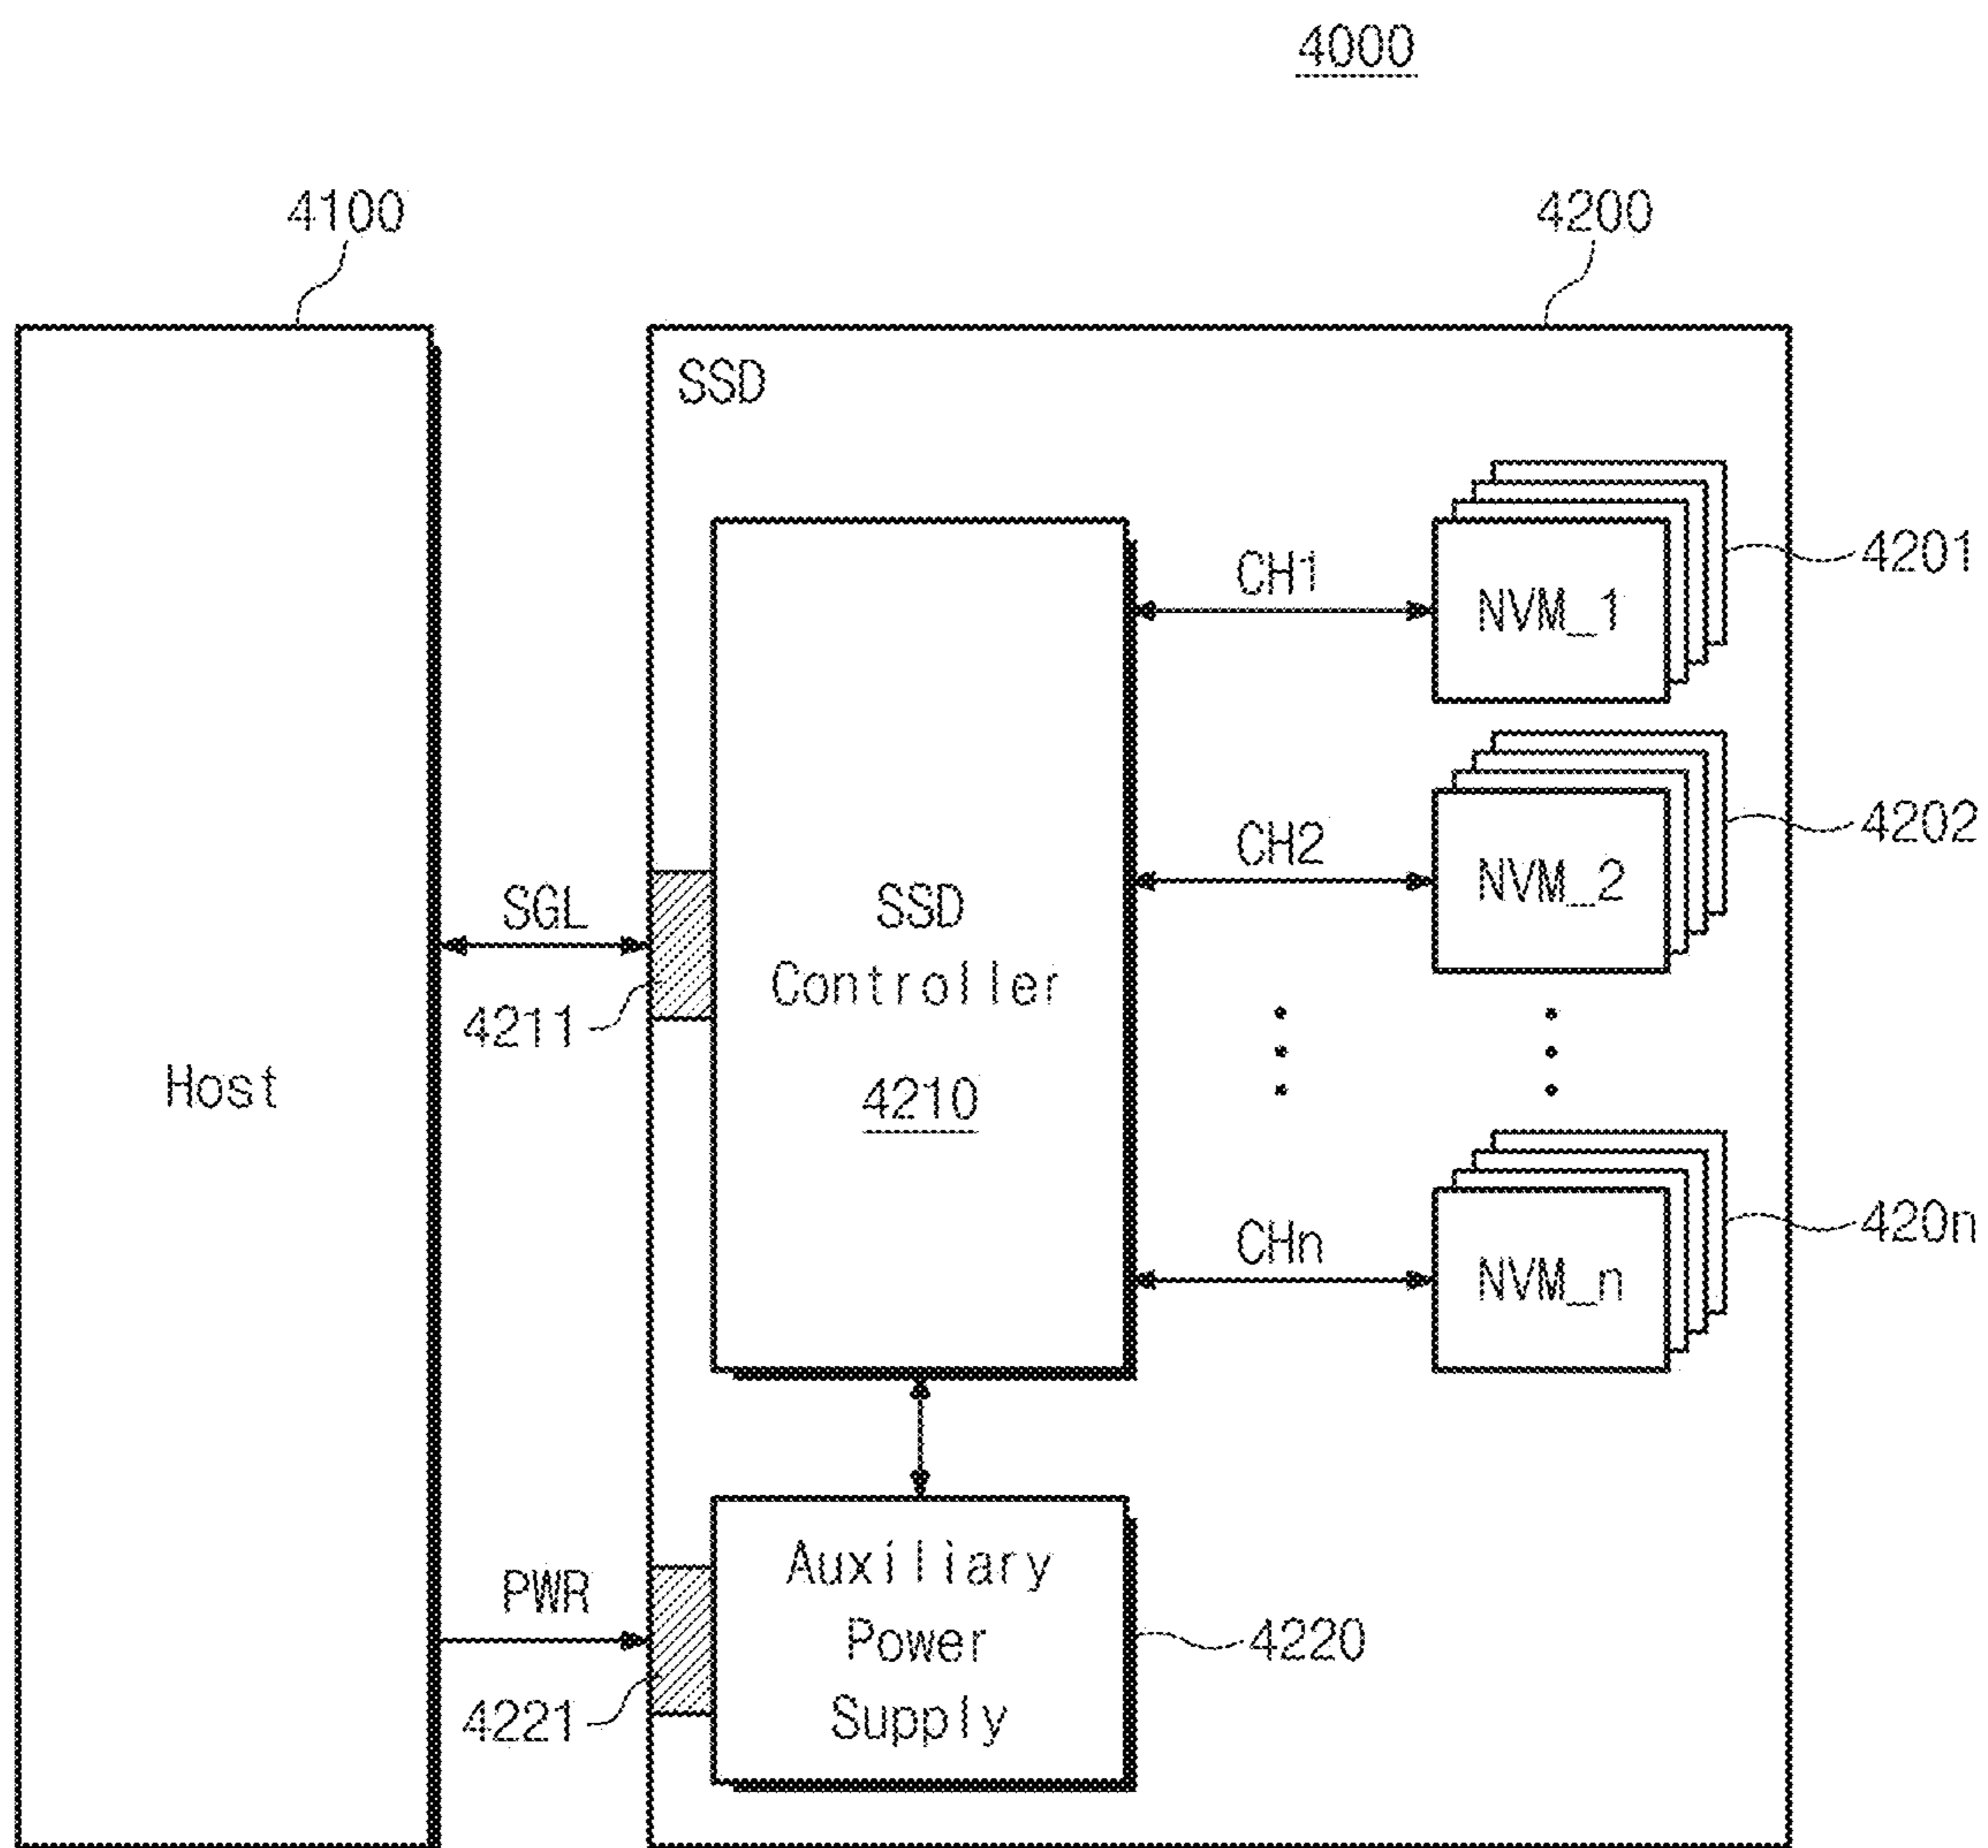 4000
4100
4200
SSD
4201
CH1
NVM_1
4202
CH2
NVM_2
SGL
SSD
Controller
4210
4211
Host
420n
CHn
NVM_n
Auxiliary
Power
Supply
PWR
4220
4221